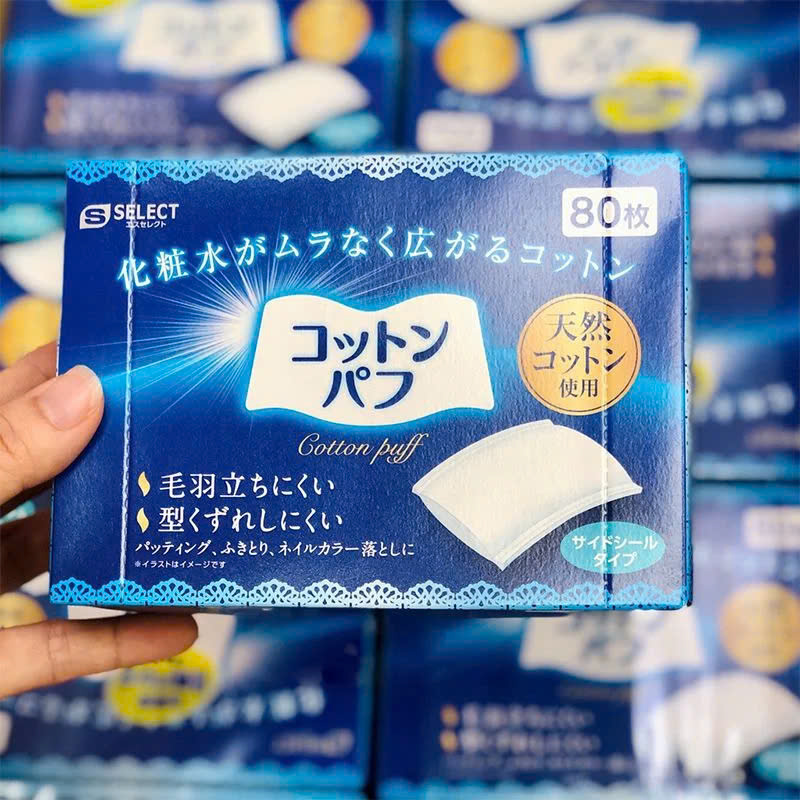 S SELECT
エスセレクト
80枚
化粧水がムラなく広がるコットン
コットン
パフ
Cotton puff
天然
コットン
使用
毛羽立ちにくい
型くずれしにくい
パッティング、ふきとり、ネイルカラー落としに
※イラストはイメージです
サイドシール
タイプ